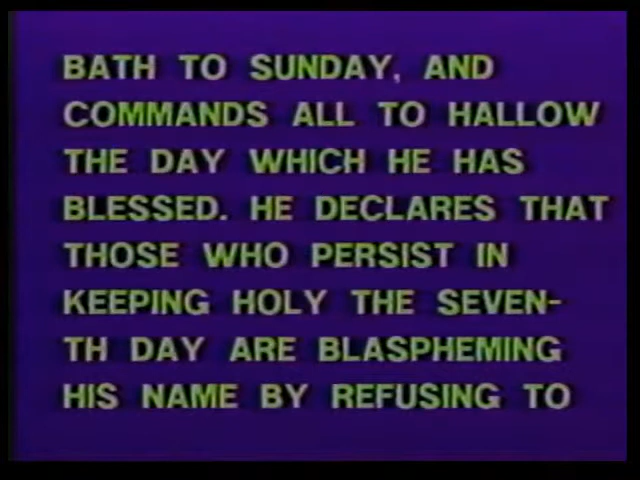 BATH TO SUNDAY, AND
COMMANDS ALL TO HALLOW
THE DAY WHICH HE HAS
BLESSED. HE DECLARES THAT
THOSE WHO PERSIST IN
KEEPING HOLY THE SEVEN-
TH DAY ARE BLASPHEMING
HIS NAME BY REFUSING TO